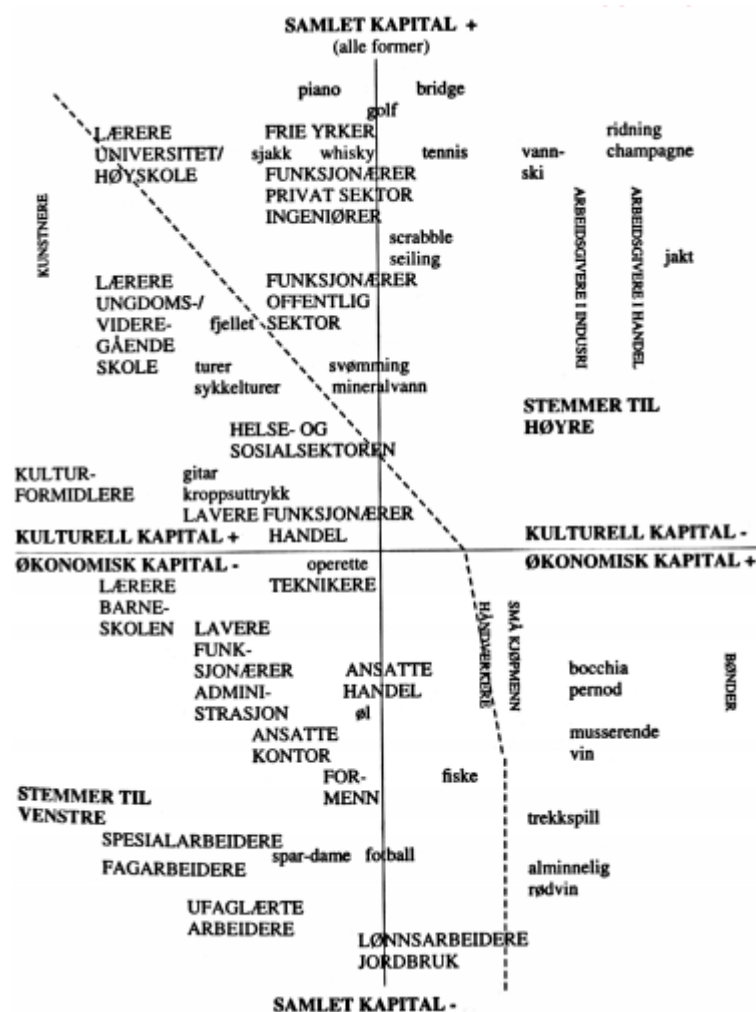 SAMLET KAPITAL +
(alle former)
piano bridge
golf
LÆRERE FRIE YRKER ridning
UNIVERSITET/ sjakk whisky tennis vann- champagne
HØYSKOLE FUNKSJONÆRER ski
PRIVAT SEKTOR
INGENIØRER
KUNSTNERE
ARBEIDSGIVERE I INDUSRI
ARBEIDSGIVERE I HANDEL
scrabble
seiling jakt
LÆRERE FUNKSJONÆRER
UNGDOMS-/ OFFENTLIG
VIDERE- fjellet SEKTOR
GÅENDE
SKOLE turer svømming
sykkelturer mineralvann
STEMMER TIL
HØYRE
HELSE- OG
SOSIALSEKTOREN
KULTUR- gitar
FORMIDLERE kroppsuttrykk
LAVERE FUNKSJONÆRER
KULTURELL KAPITAL + HANDEL KULTURELL KAPITAL -
ØKONOMISK KAPITAL - operette ØKONOMISK KAPITAL +
LÆRERE TEKNIKERE
BARNE-
SKOLEN LAVERE
FUNK-
SJONÆRER ANSATTE bocchia
ADMINI- HANDEL pernod
STRASJON øl
HÅNDVERKERE
SMÅ KJØPMENN
BØNDER
ANSATTE musserende
KONTOR vin
FOR- fiske
MENN
STEMMER TIL
VENSTRE
trekkspill
SPESIALARBEIDERE
spar-dame fotball
FAGARBEIDERE alminnelig
rødvin
UFAGLÆRTE
ARBEIDERE
LØNNSARBEIDERE
JORDBRUK
SAMLET KAPITAL -